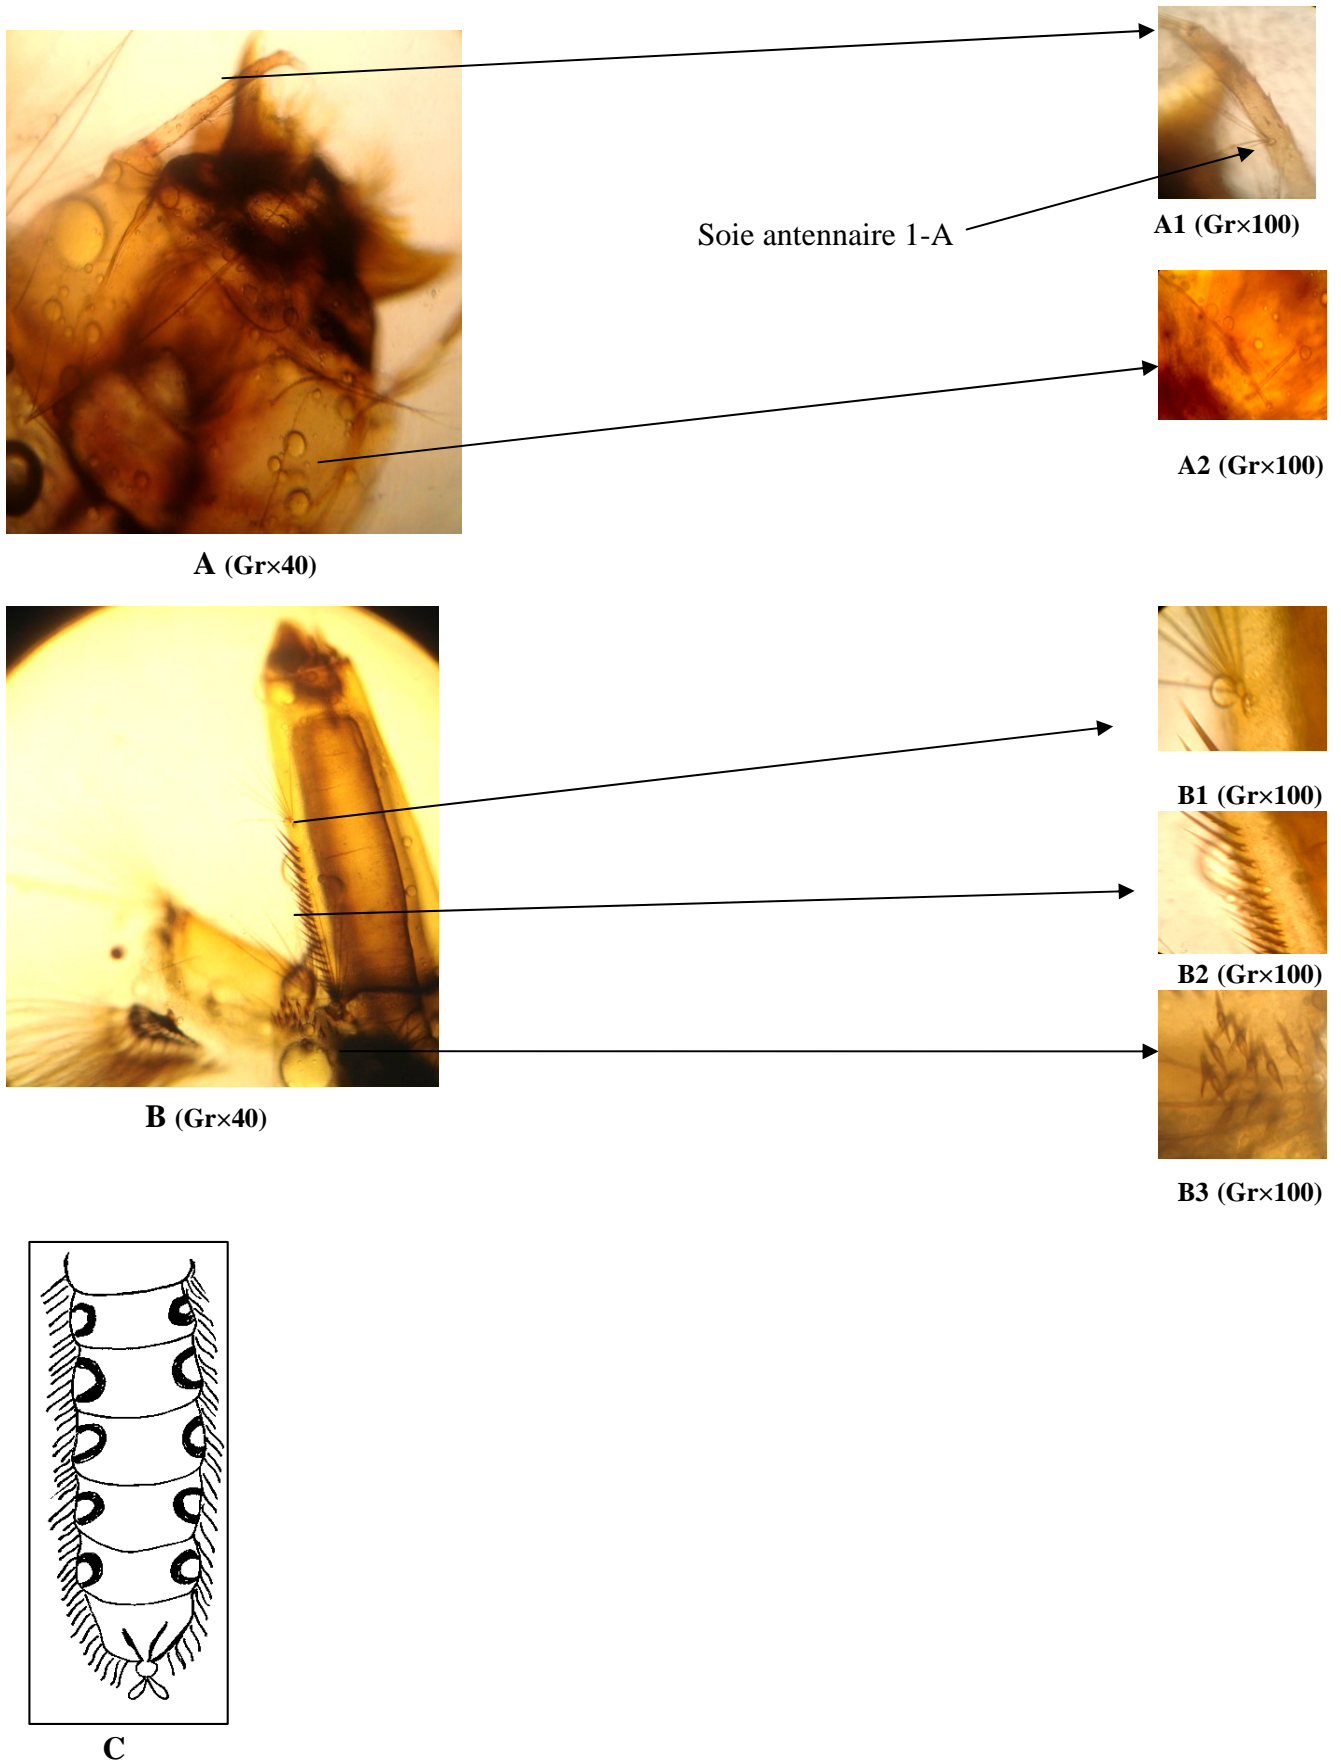 Soie antennaire 1-A
A1 (Gr×100)
A2 (Gr×100)
A (Gr×40)
B1 (Gr×100)
B2 (Gr×100)
B (Gr×40)
B3 (Gr×100)
C